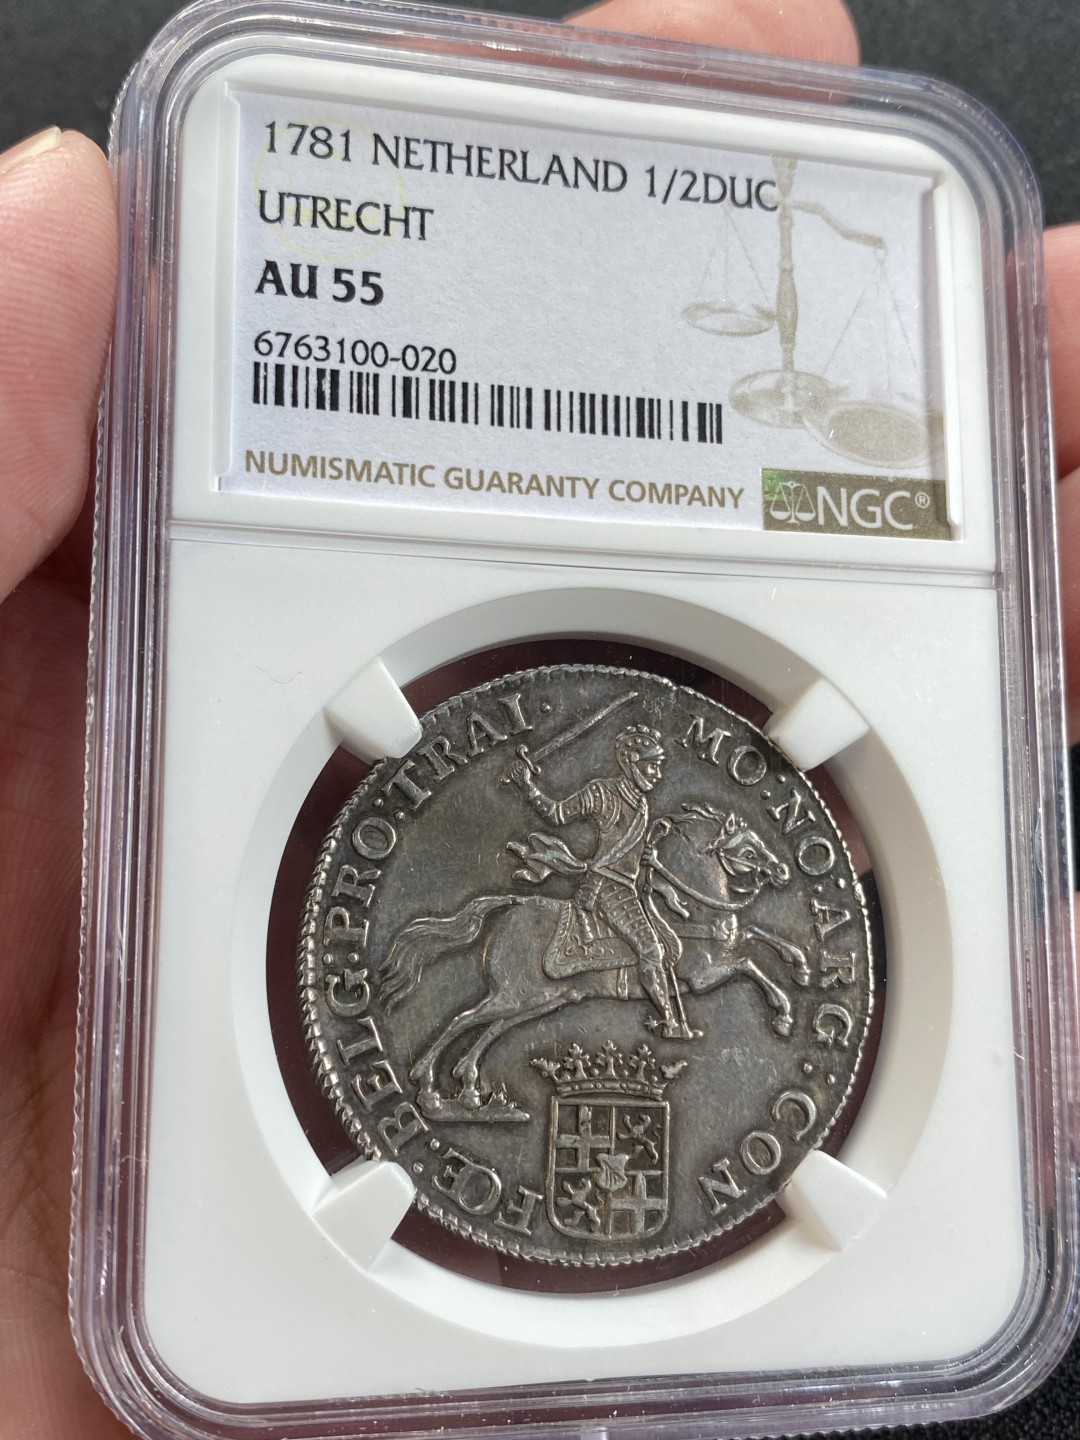 1781 NETHERLAND 1/2DUC
UTRECHT
AU 55
6763100-020
NUMISMATIC GUARANTY COMPANY
NGC®
MO:NO:ARG:CON
FŒ:BELG:PRO:TRAI·